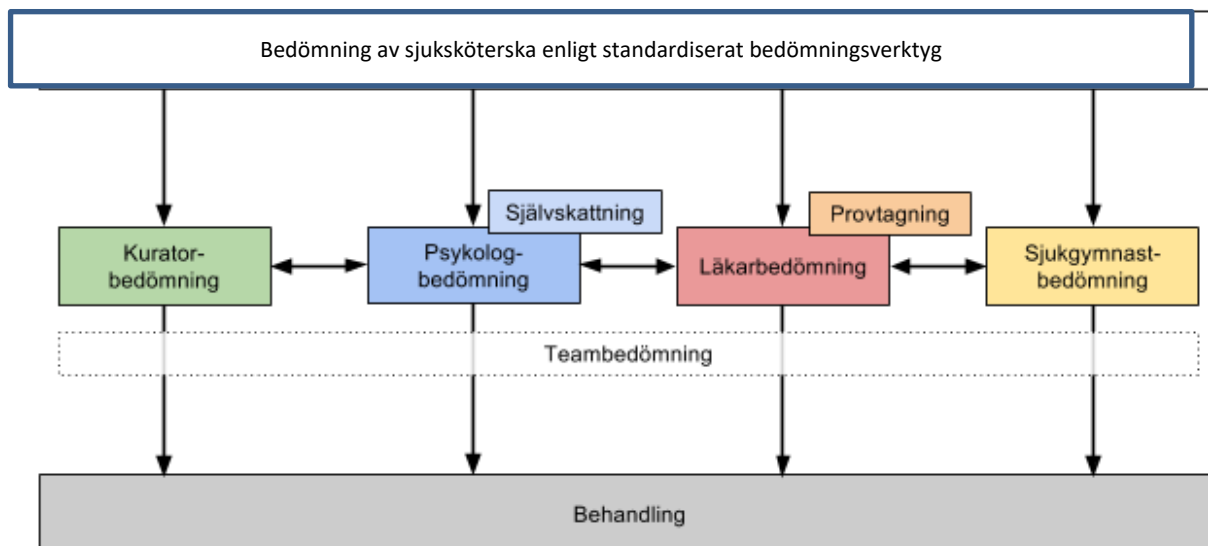 Bedömning av sjuksköterska enligt standardiserat bedömningsverktyg
Självskattning
Provtagning
Kurator-
bedömning
Psykolog-
bedömning
Läkarbedömning
Sjukgymnast-
bedömning
Teambedömning
Behandling